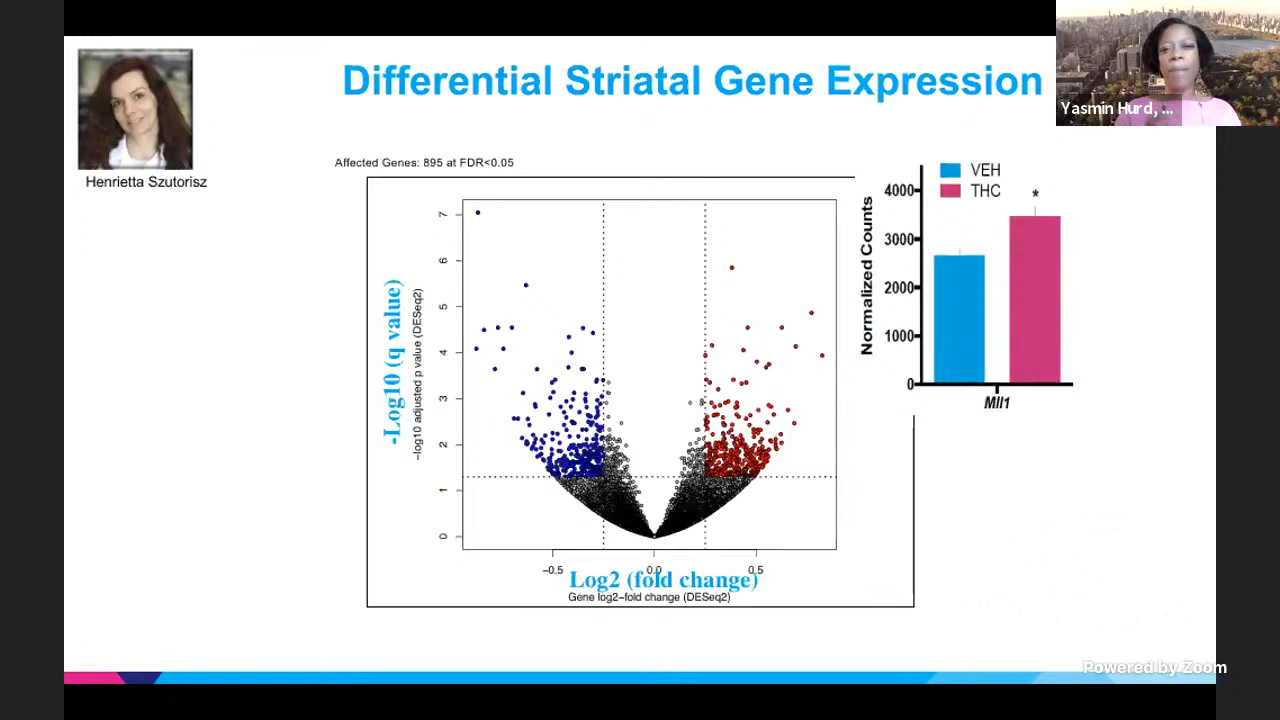 Differential Striatal Gene Expression
Yasmin Hurd, ...
Henrietta Szutorisz
Affected Genes: 895 at FDR<0.05
-Log10 (q value)
−log10 adjusted p value (DESeq2)
7
6
5
4
3
2
1
0
−0.5
0.0
0.5
Log2 (fold change)
Gene log2−fold change (DESeq2)
VEH
THC
*
Normalized Counts
4000
3000
2000
1000
0
Mll1
Powered by Zoom